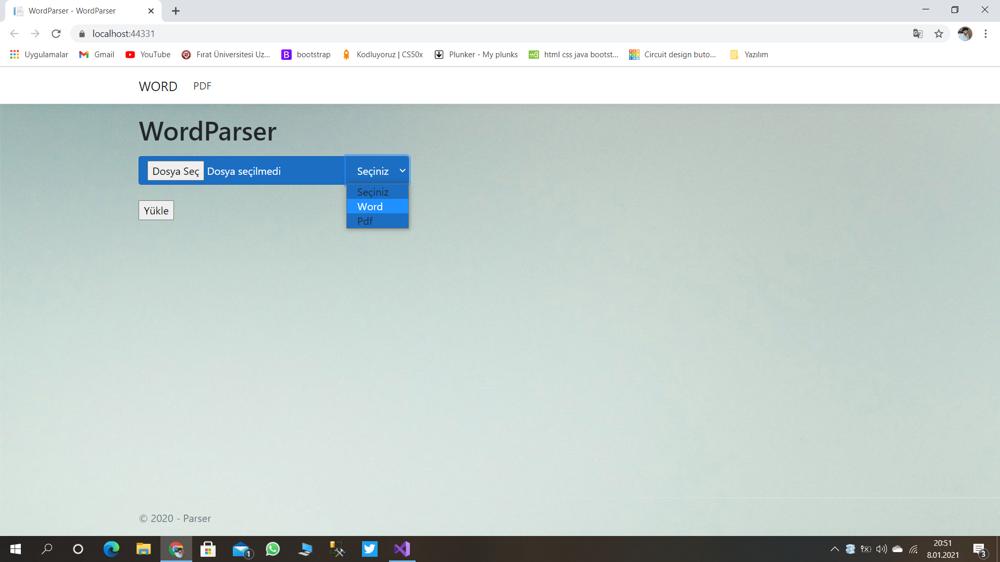 WordParser - WordParser
localhost:44331
Uygulamalar Gmail YouTube Fırat Üniversitesi Uz... bootstrap Kodluyoruz | CS50x Plunker - My plunks html css java bootst... Circuit design buto... Yazılım
WORD PDF
WordParser
Dosya Seç Dosya seçilmedi Seçiniz
Seçiniz
Word
Pdf
Yükle
© 2020 - Parser
20:51
8.01.2021
1
3